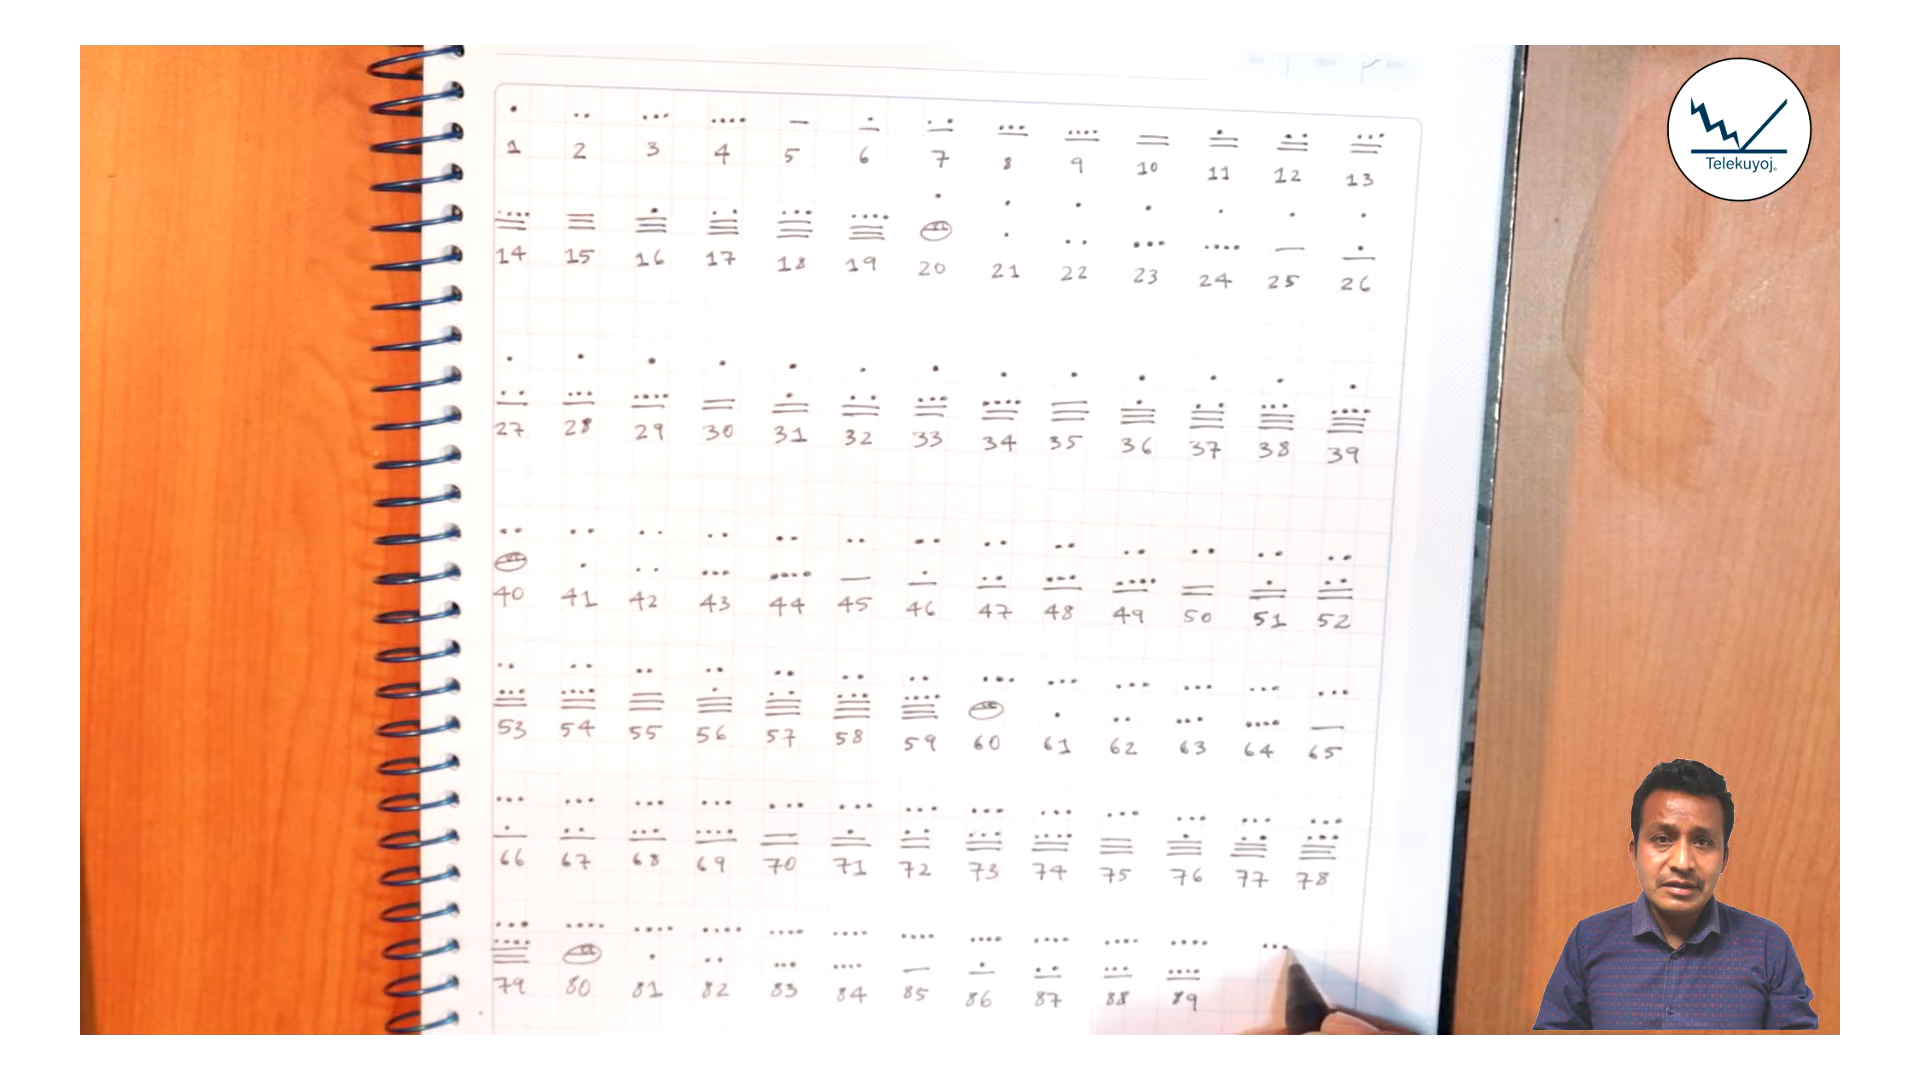 1 2 3 4 5 6 7 8 9 10 11 12 13
14 15 16 17 18 19 20 21 22 23 24 25 26
27 28 29 30 31 32 33 34 35 36 37 38 39
40 41 42 43 44 45 46 47 48 49 50 51 52
53 54 55 56 57 58 59 60 61 62 63 64 65
66 67 68 69 70 71 72 73 74 75 76 77 78
79 80 81 82 83 84 85 86 87 88 89
Telekuyoj